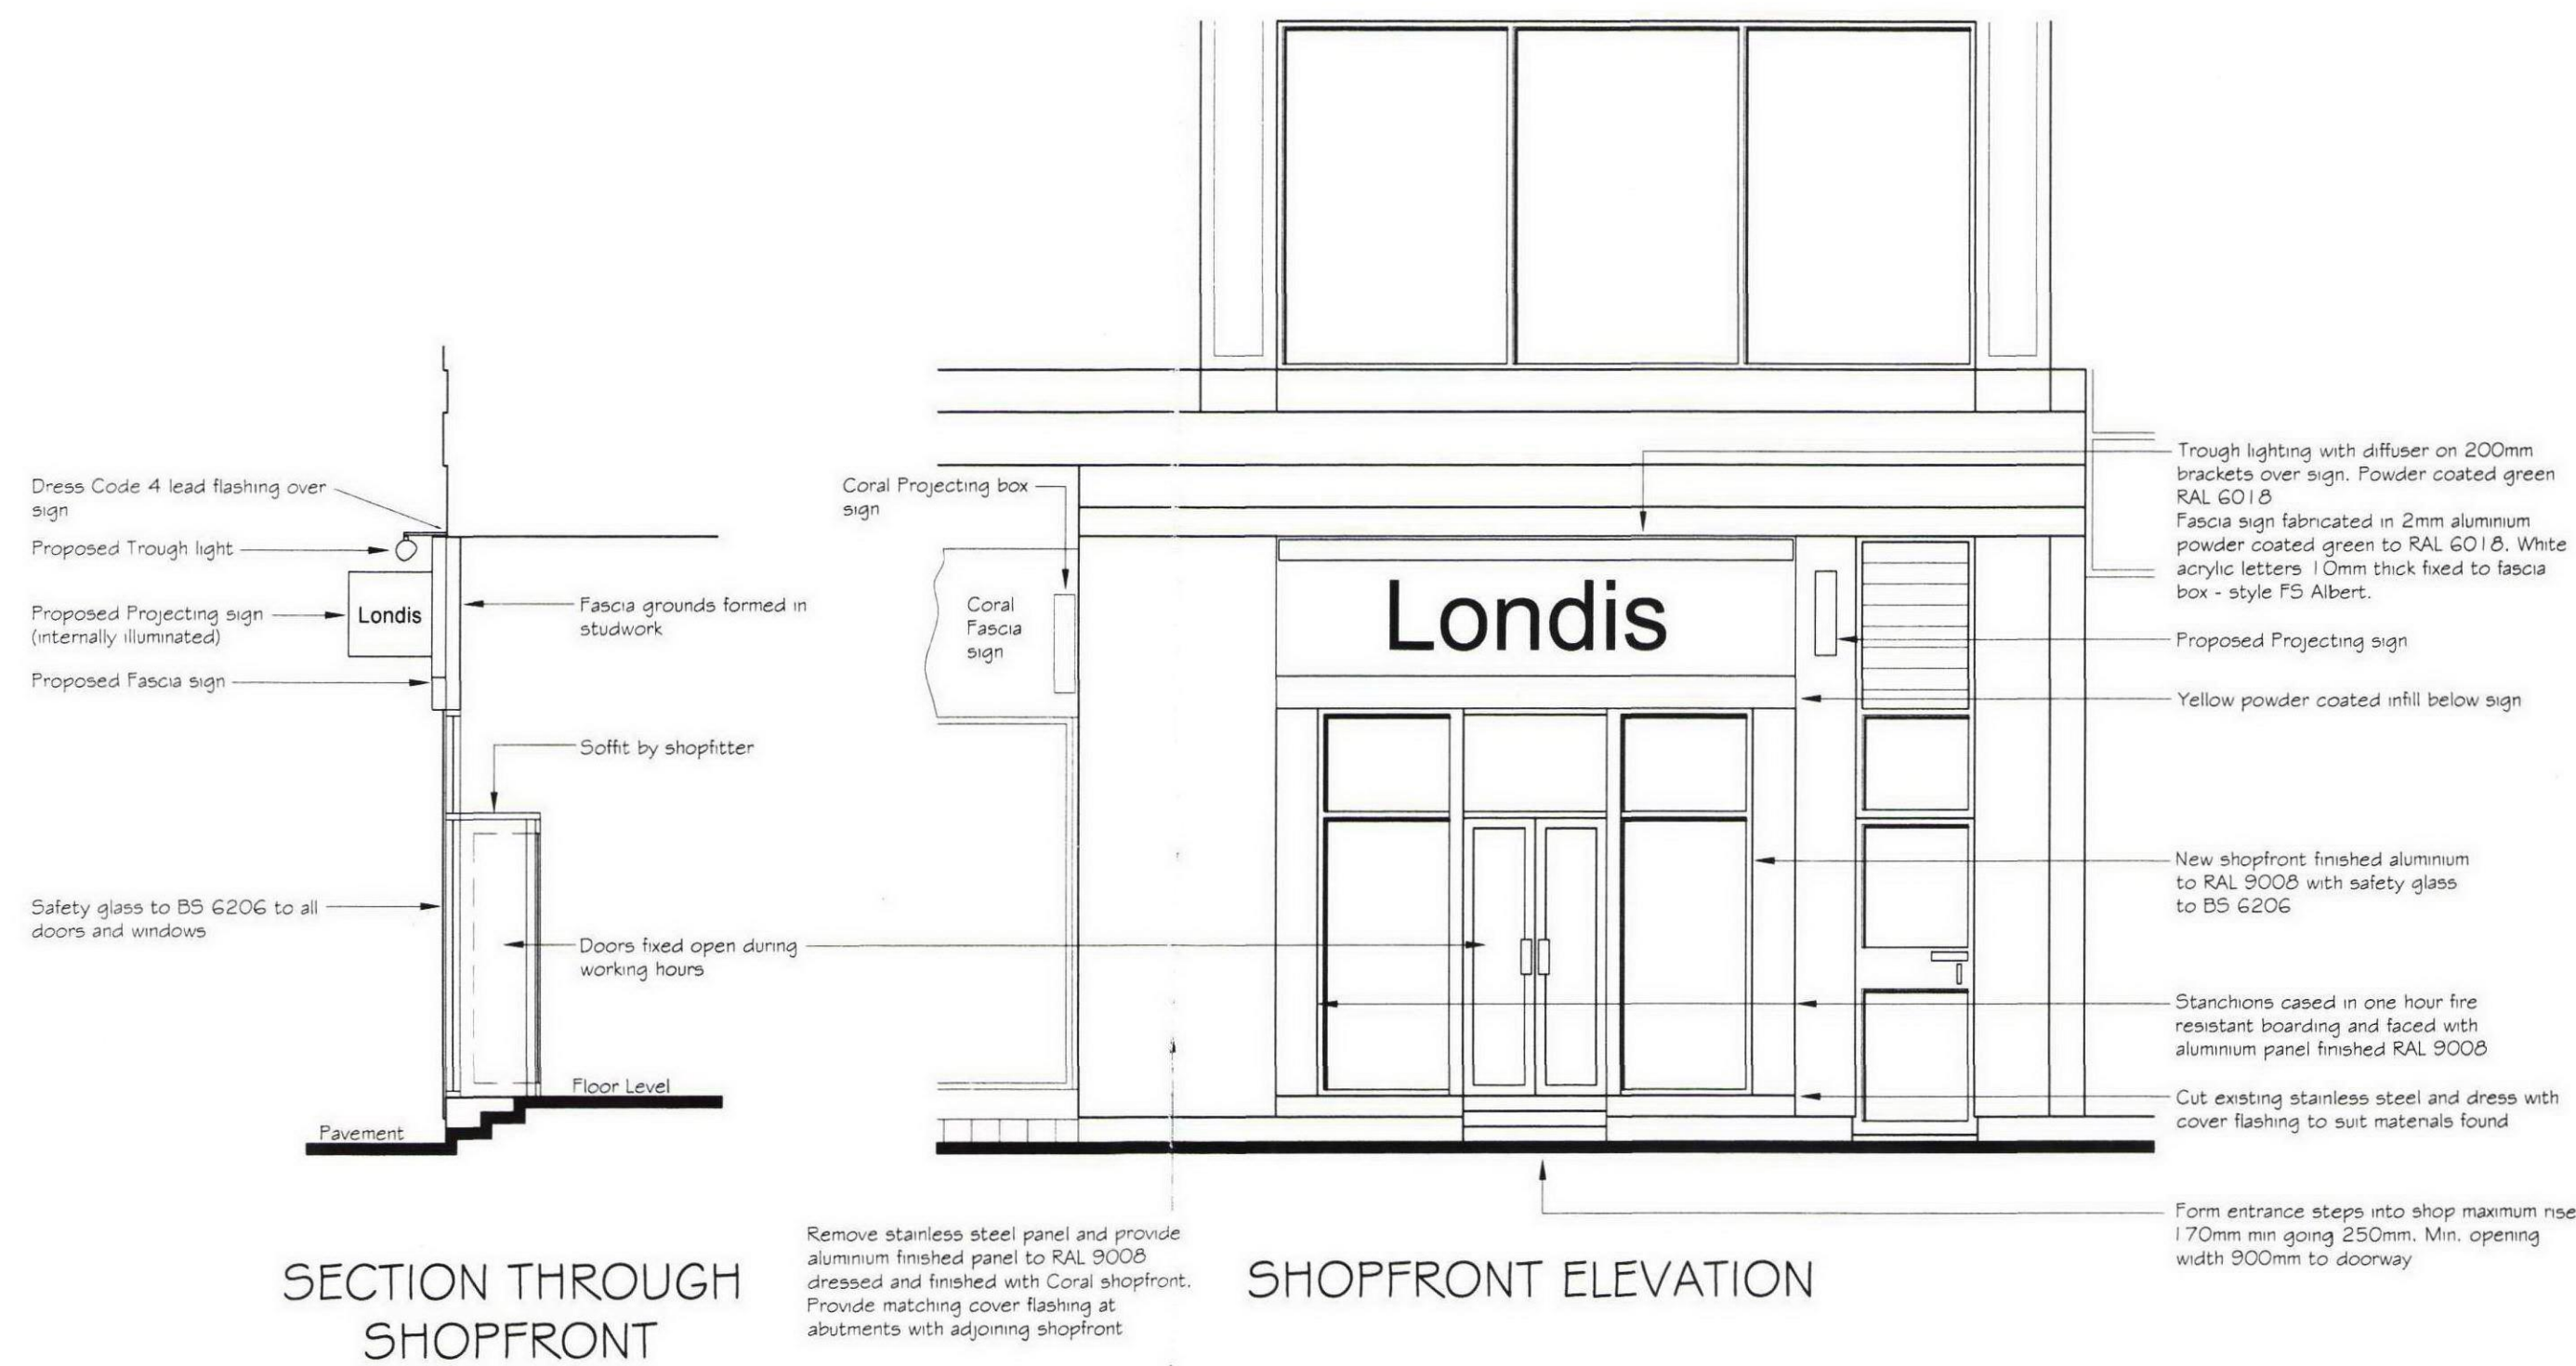 Dress Code 4 lead flashing over
sign
Proposed Trough light
Proposed Projecting sign
(internally illuminated)
Londis
Proposed Fascia sign
Fascia grounds formed in
studwork
Soffit by shopfitter
Safety glass to BS 6206 to all
doors and windows
Doors fixed open during
working hours
Floor Level
Pavement
SECTION THROUGH
SHOPFRONT
Coral Projecting box
sign
Coral
Fascia
sign
Londis
Trough lighting with diffuser on 200mm
brackets over sign. Powder coated green
RAL 6018
Fascia sign fabricated in 2mm aluminium
powder coated green to RAL 6018. White
acrylic letters 10mm thick fixed to fascia
box - style FS Albert.
Proposed Projecting sign
Yellow powder coated infill below sign
New shopfront finished aluminium
to RAL 9008 with safety glass
to BS 6206
Stanchions cased in one hour fire
resistant boarding and faced with
aluminium panel finished RAL 9008
Cut existing stainless steel and dress with
cover flashing to suit materials found
Form entrance steps into shop maximum rise
170mm min going 250mm. Min. opening
width 900mm to doorway
Remove stainless steel panel and provide
aluminium finished panel to RAL 9008
dressed and finished with Coral shopfront.
Provide matching cover flashing at
abutments with adjoining shopfront
SHOPFRONT ELEVATION